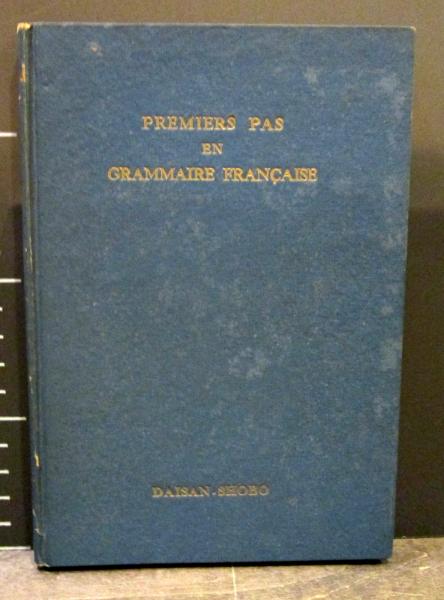 PREMIERS PAS
EN
GRAMMAIRE FRANÇAISE
DAISAN-SHOBO